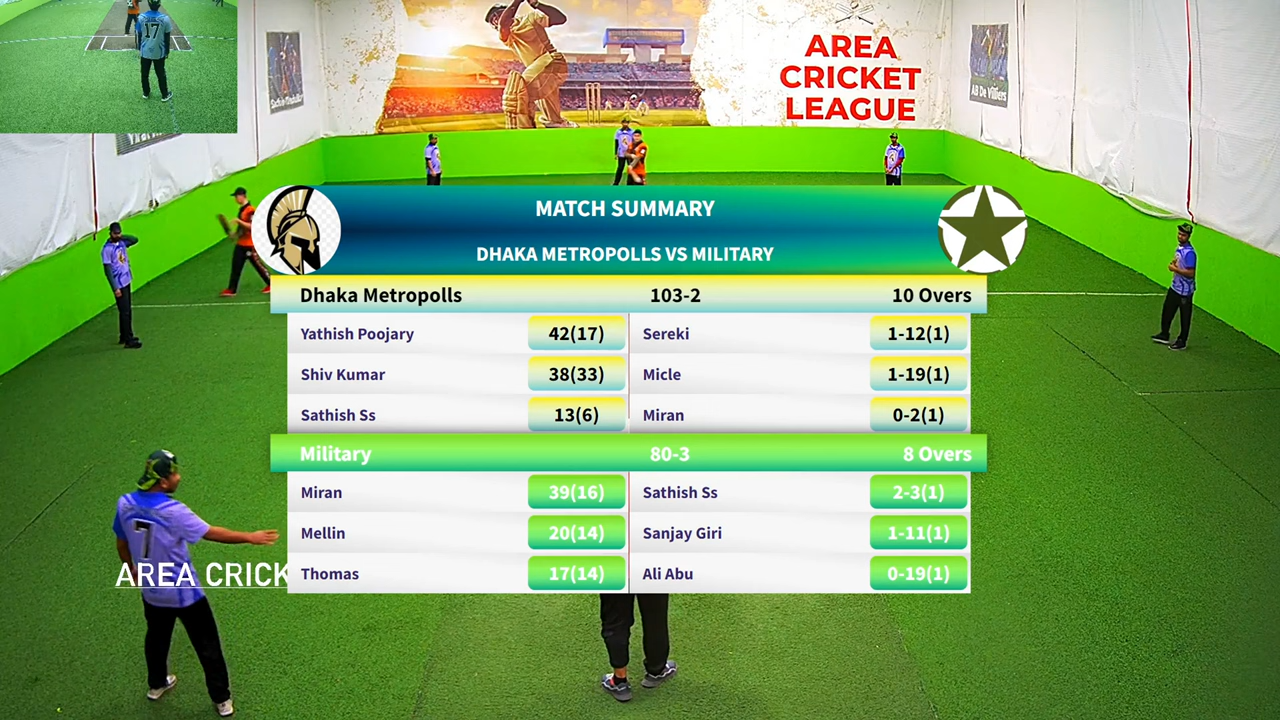 17
AREA
CRICKET
LEAGUE
AB De Villiers
MATCH SUMMARY
DHAKA METROPOLLS VS MILITARY
Dhaka Metropolls 103-2 10 Overs
Yathish Poojary 42(17) Sereki 1-12(1)
Shiv Kumar 38(33) Micle 1-19(1)
Sathish Ss 13(6) Miran 0-2(1)
Military 80-3 8 Overs
Miran 39(16) Sathish Ss 2-3(1)
Mellin 20(14) Sanjay Giri 1-11(1)
Thomas 17(14) Ali Abu 0-19(1)
7
AREA CRICK